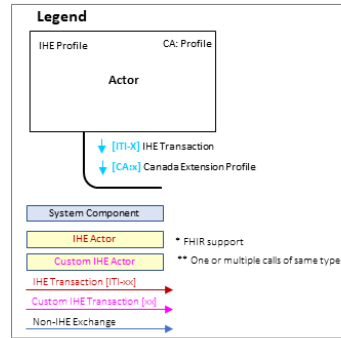 Legend
IHE Profile CA: Profile
Actor
[ITI-X] IHE Transaction
[CA:x] Canada Extension Profile
System Component
IHE Actor * FHIR support
Custom IHE Actor ** One or multiple calls of same type
IHE Transaction [ITI-xx]
Custom IHE Transaction [xx]
Non-IHE Exchange